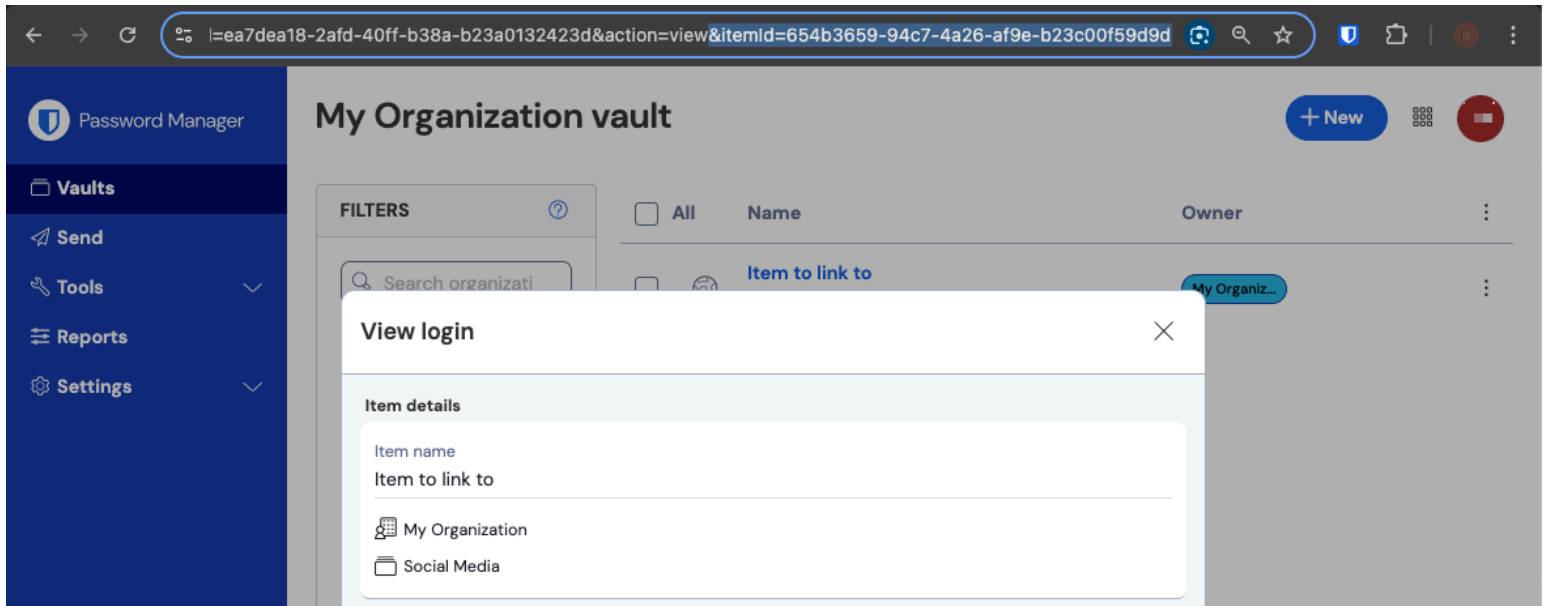 l=ea7dea18-2afd-40ff-b38a-b23a0132423d&action=view&itemId=654b3659-94c7-4a26-af9e-b23c00f59d9d
Password Manager
My Organization vault
New
Vaults
FILTERS
All
Name
Owner
Send
Item to link to
Tools
Search organizati
My Organiz...
View login
Reports
Settings
Item details
Item name
Item to link to
My Organization
Social Media